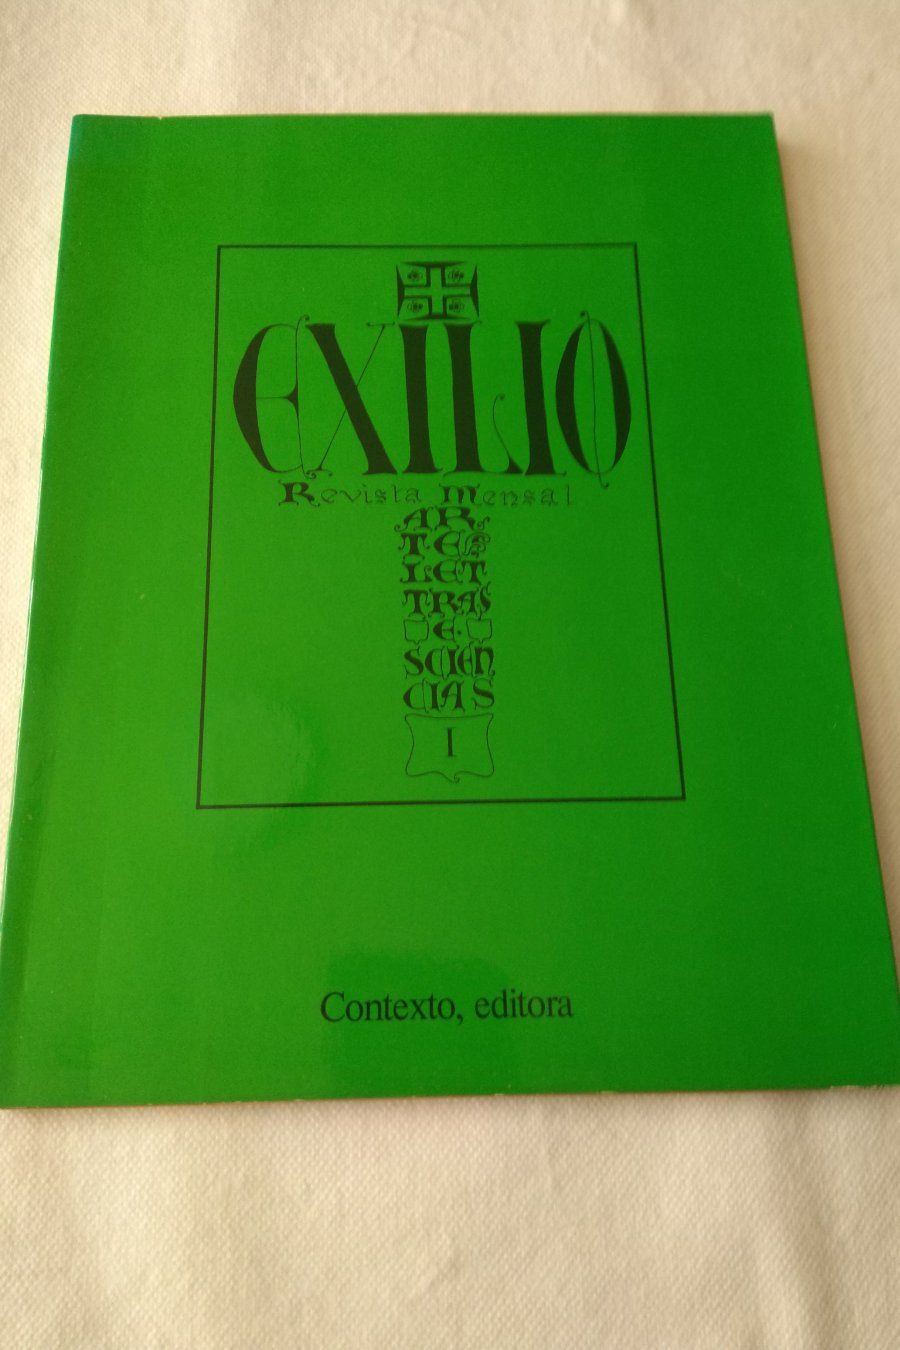 EXILIO
Revista Mensal
AR
TES
LET
TRAS
E
SCIEN
CIAS
I
Contexto, editora